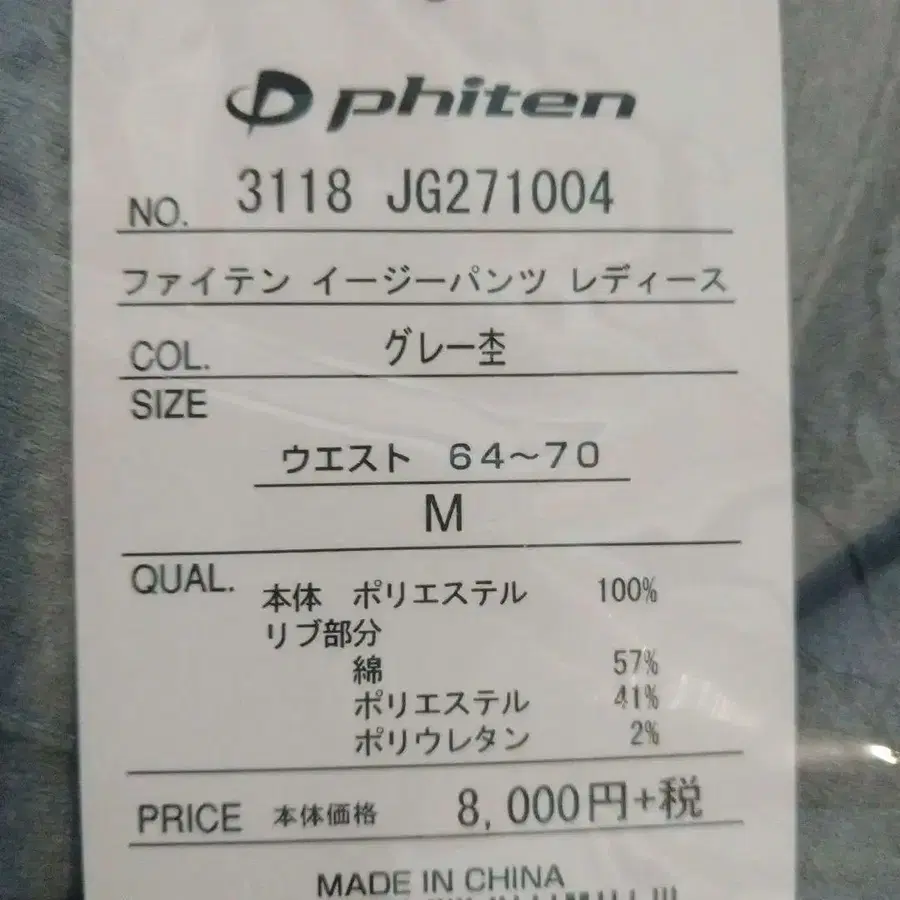 phiten
NO. 3118 JG271004
ファイテン イージーパンツ レディース
COL. グレー杢
SIZE
ウエスト 64～70
M
QUAL. 本体 ポリエステル 100%
リブ部分
綿 57%
ポリエステル 41%
ポリウレタン 2%
PRICE 本体価格 8,000円+税
MADE IN CHINA